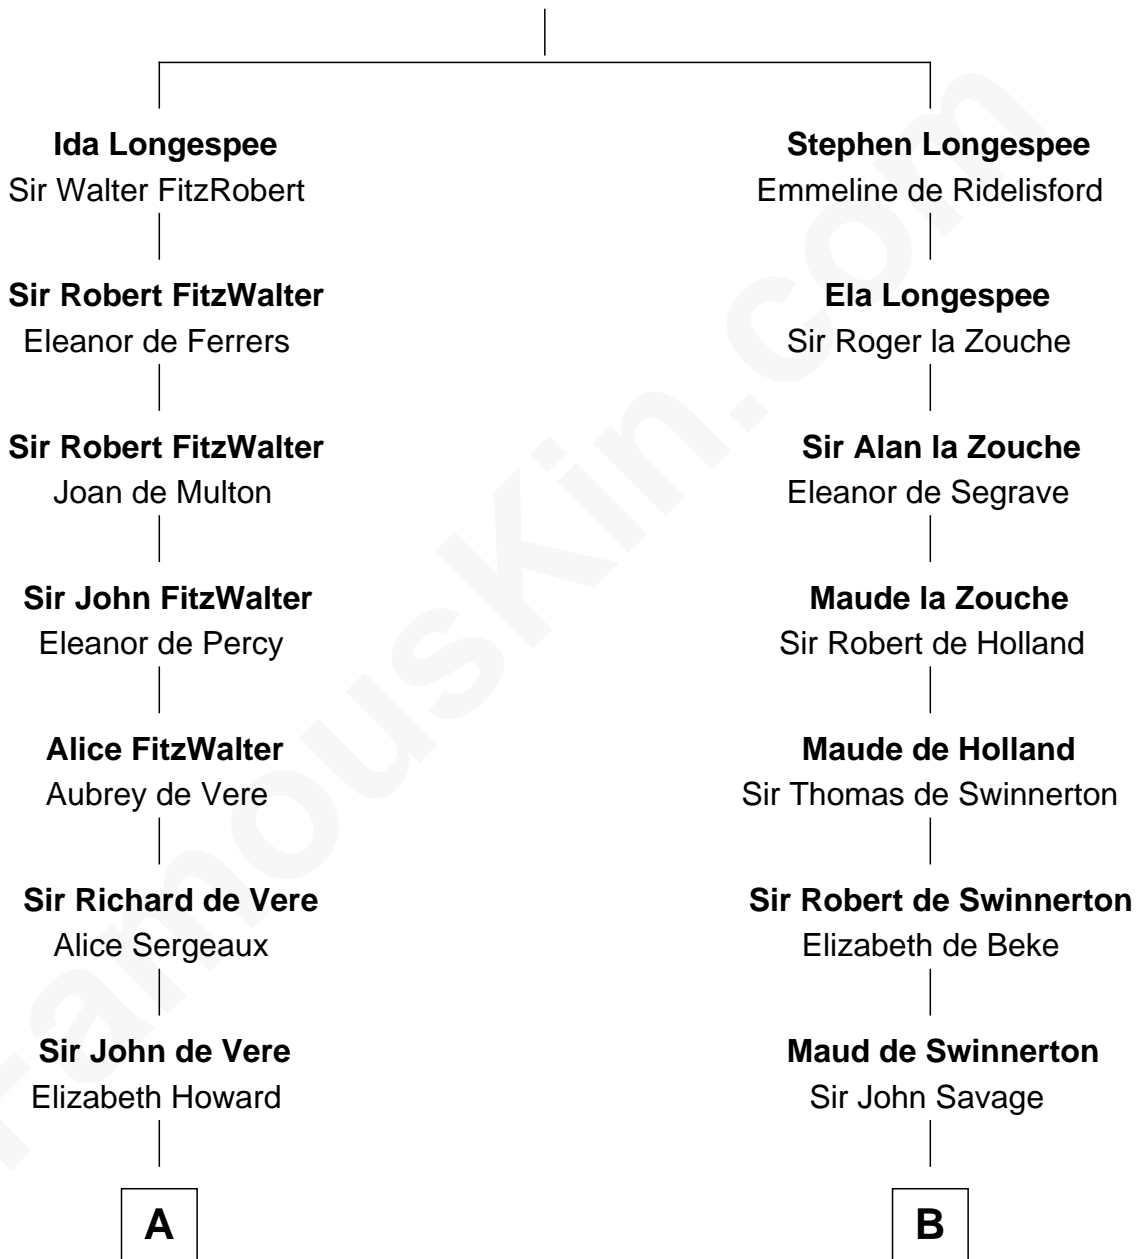 Ida Longespee
Sir Walter FitzRobert
Sir Robert FitzWalter
Eleanor de Ferrers
Sir Robert FitzWalter
Joan de Multon
Sir John FitzWalter
Eleanor de Percy
Alice FitzWalter
Aubrey de Vere
Sir Richard de Vere
Alice Sergeaux
Sir John de Vere
Elizabeth Howard
A
Stephen Longespee
Emmeline de Ridelisford
Ela Longespee
Sir Roger la Zouche
Sir Alan la Zouche
Eleanor de Segrave
Maude la Zouche
Sir Robert de Holland
Maude de Holland
Sir Thomas de Swinnerton
Sir Robert de Swinnerton
Elizabeth de Beke
Maud de Swinnerton
Sir John Savage
B
FamousKin.com